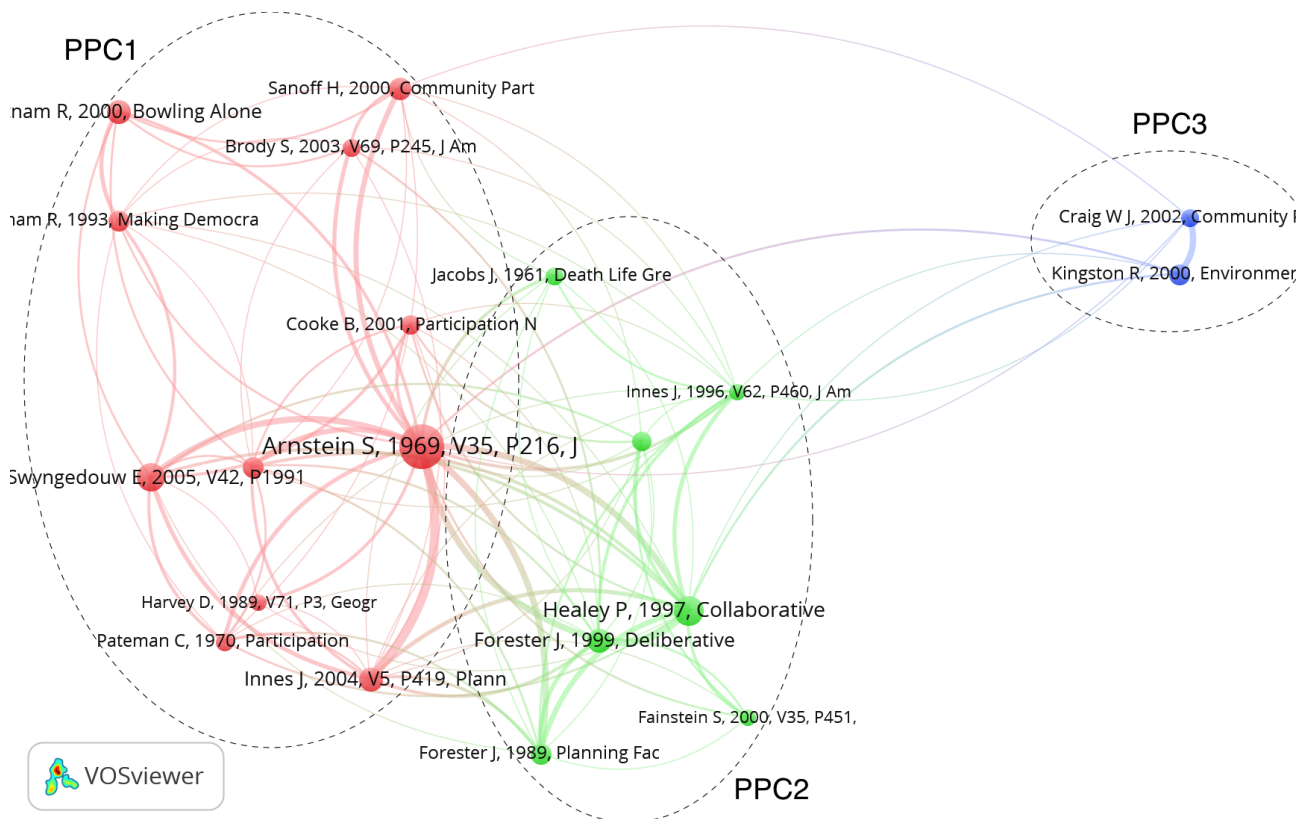 PPC1
Sanoff H, 2000, Community Part
nam R, 2000, Bowling Alone
PPC3
Brody S, 2003, V69, P245, J Am
Craig W J, 2002, Community P
nam R, 1993, Making Democra
Jacobs J, 1961, Death Life Gre
Kingston R, 2000, Environmen
Cooke B, 2001, Participation N
Innes J, 1996, V62, P460, J Am
Arnstein S, 1969, V35, P216, J
Swyngedouw E, 2005, V42, P1991
Harvey D, 1989, V71, P3, Geogr
Healey P, 1997, Collaborative
Pateman C, 1970, Participation
Forester J, 1999, Deliberative
Innes J, 2004, V5, P419, Plann
Fainstein S, 2000, V35, P451,
Forester J, 1989, Planning Fac
VOSviewer
PPC2